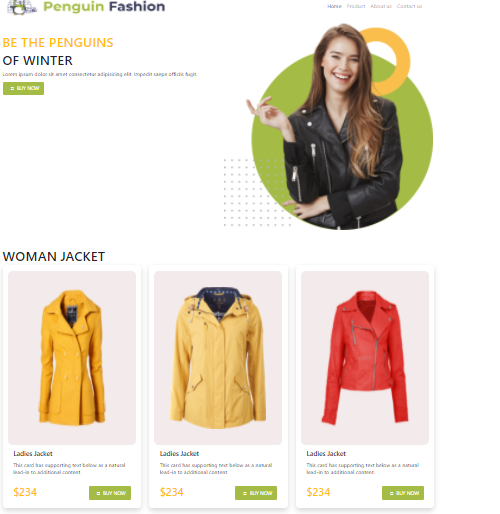 Penguin Fashion
Home Product About us Contact us
BE THE PENGUINS
OF WINTER
Lorem ipsum dolor sit amet consectetur adipisicing elit. Impedit saepe officiis fugit.
BUY NOW
WOMAN JACKET
Ladies Jacket
This card has supporting text below as a natural
lead-in to additional content
$234 BUY NOW
Ladies Jacket
This card has supporting text below as a natural
lead-in to additional content
$234 BUY NOW
Ladies Jacket
This card has supporting text below as a natural
lead-in to additional content.
$234 BUY NOW